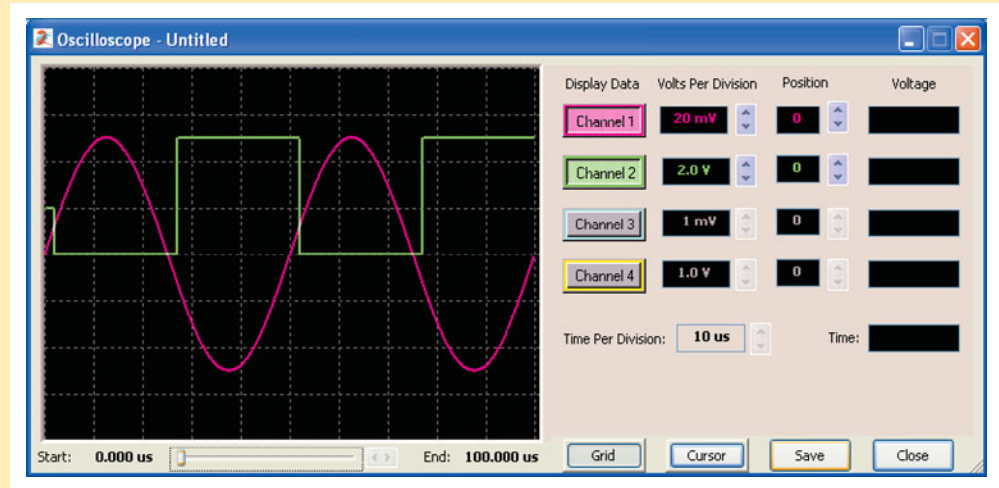 Oscilloscope - Untitled
Display Data Volts Per Division Position Voltage
Channel 1 20 mV 0
Channel 2 2.0 V 0
Channel 3 1 mV 0
Channel 4 1.0 V 0
Time Per Division: 10 us Time:
Start: 0.000 us End: 100.000 us Grid Cursor Save Close